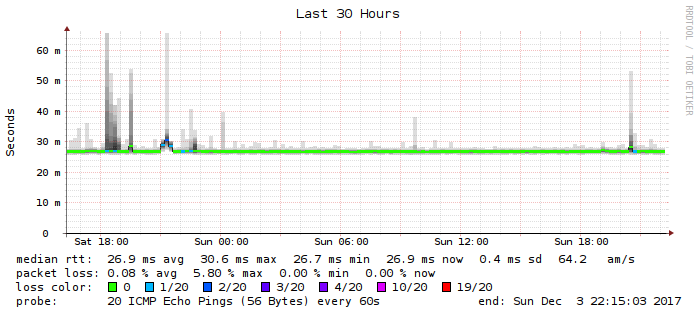 Last 30 Hours
RRDTOOL / TOBI OETIKER
Seconds
60 m
50 m
40 m
30 m
20 m
10 m
0
Sat 18:00 Sun 00:00 Sun 06:00 Sun 12:00 Sun 18:00
median rtt: 26.9 ms avg 30.6 ms max 26.7 ms min 26.9 ms now 0.4 ms sd 64.2 am/s
packet loss: 0.08 % avg 5.80 % max 0.00 % min 0.00 % now
loss color: 0 1/20 2/20 3/20 4/20 10/20 19/20
probe: 20 ICMP Echo Pings (56 Bytes) every 60s end: Sun Dec 3 22:15:03 2017